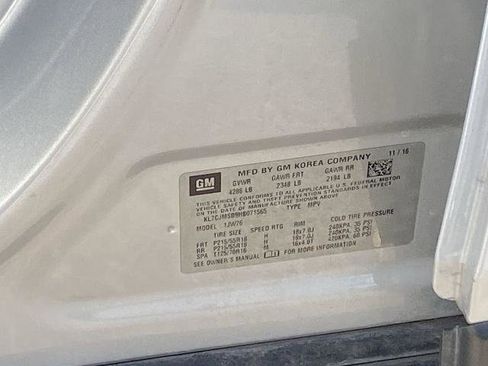 GM
MFD BY GM KOREA COMPANY 11/16
GVWR GAWR FRT GAWR RR
4286 LB 2348 LB 2194 LB
THIS VEHICLE CONFORMS TO ALL APPLICABLE U.S. FEDERAL MOTOR
VEHICLE SAFETY, BUMPER, AND THEFT PREVENTION STANDARDS IN EFFECT ON THE
DATE OF MANUFACTURE SHOWN ABOVE.
TYPE MPV
MODEL 1JW76
TIRE SIZE SPEED RTG RIM COLD TIRE PRESSURE
FRT P215/55R18 H 18x7.0J 240KPA, 35 PSI
RR P215/55R18 H 18x7.0J 240KPA, 35 PSI
SPA T125/70R16 M 16x4.0T 420KPA, 60 PSI
SEE OWNER'S MANUAL FOR MORE INFORMATION.